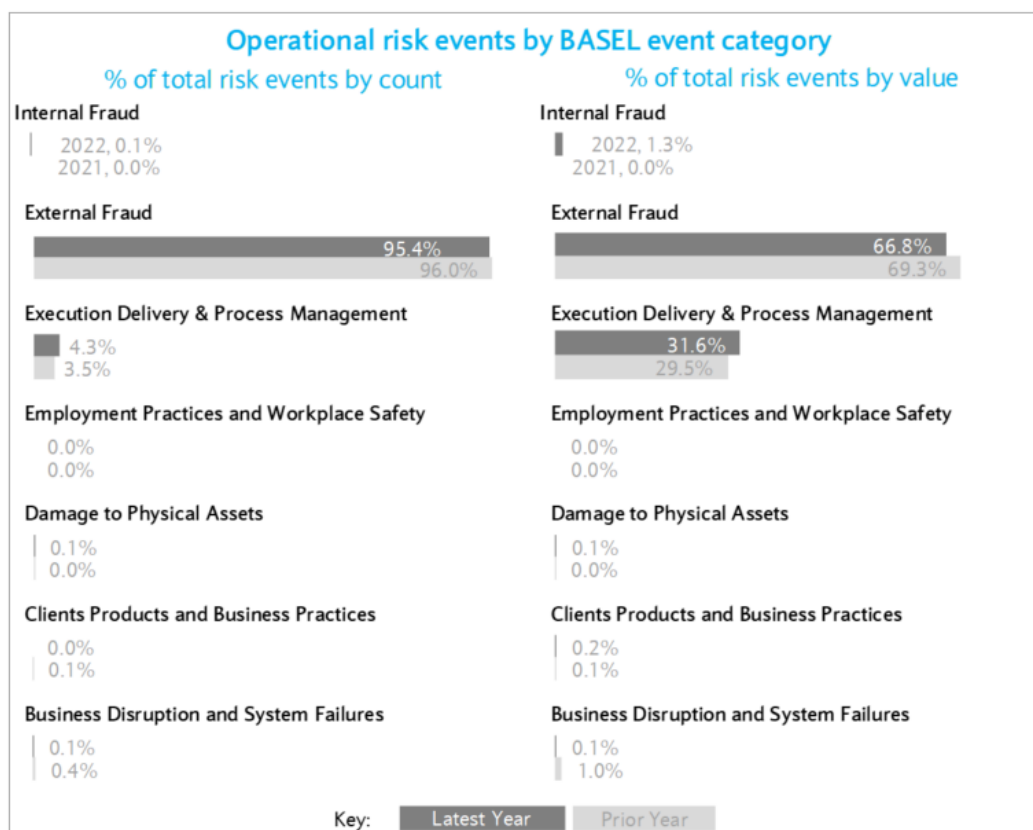 Operational risk events by BASEL event category
% of total risk events by count
Internal Fraud
2022, 0.1%
2021, 0.0%
External Fraud
95.4%
96.0%
Execution Delivery & Process Management
4.3%
3.5%
Employment Practices and Workplace Safety
0.0%
0.0%
Damage to Physical Assets
0.1%
0.0%
Clients Products and Business Practices
0.0%
0.1%
Business Disruption and System Failures
0.1%
0.4%
% of total risk events by value
Internal Fraud
2022, 1.3%
2021, 0.0%
External Fraud
66.8%
69.3%
Execution Delivery & Process Management
31.6%
29.5%
Employment Practices and Workplace Safety
0.0%
0.0%
Damage to Physical Assets
0.1%
0.0%
Clients Products and Business Practices
0.2%
0.1%
Business Disruption and System Failures
0.1%
1.0%
Key: Latest Year Prior Year